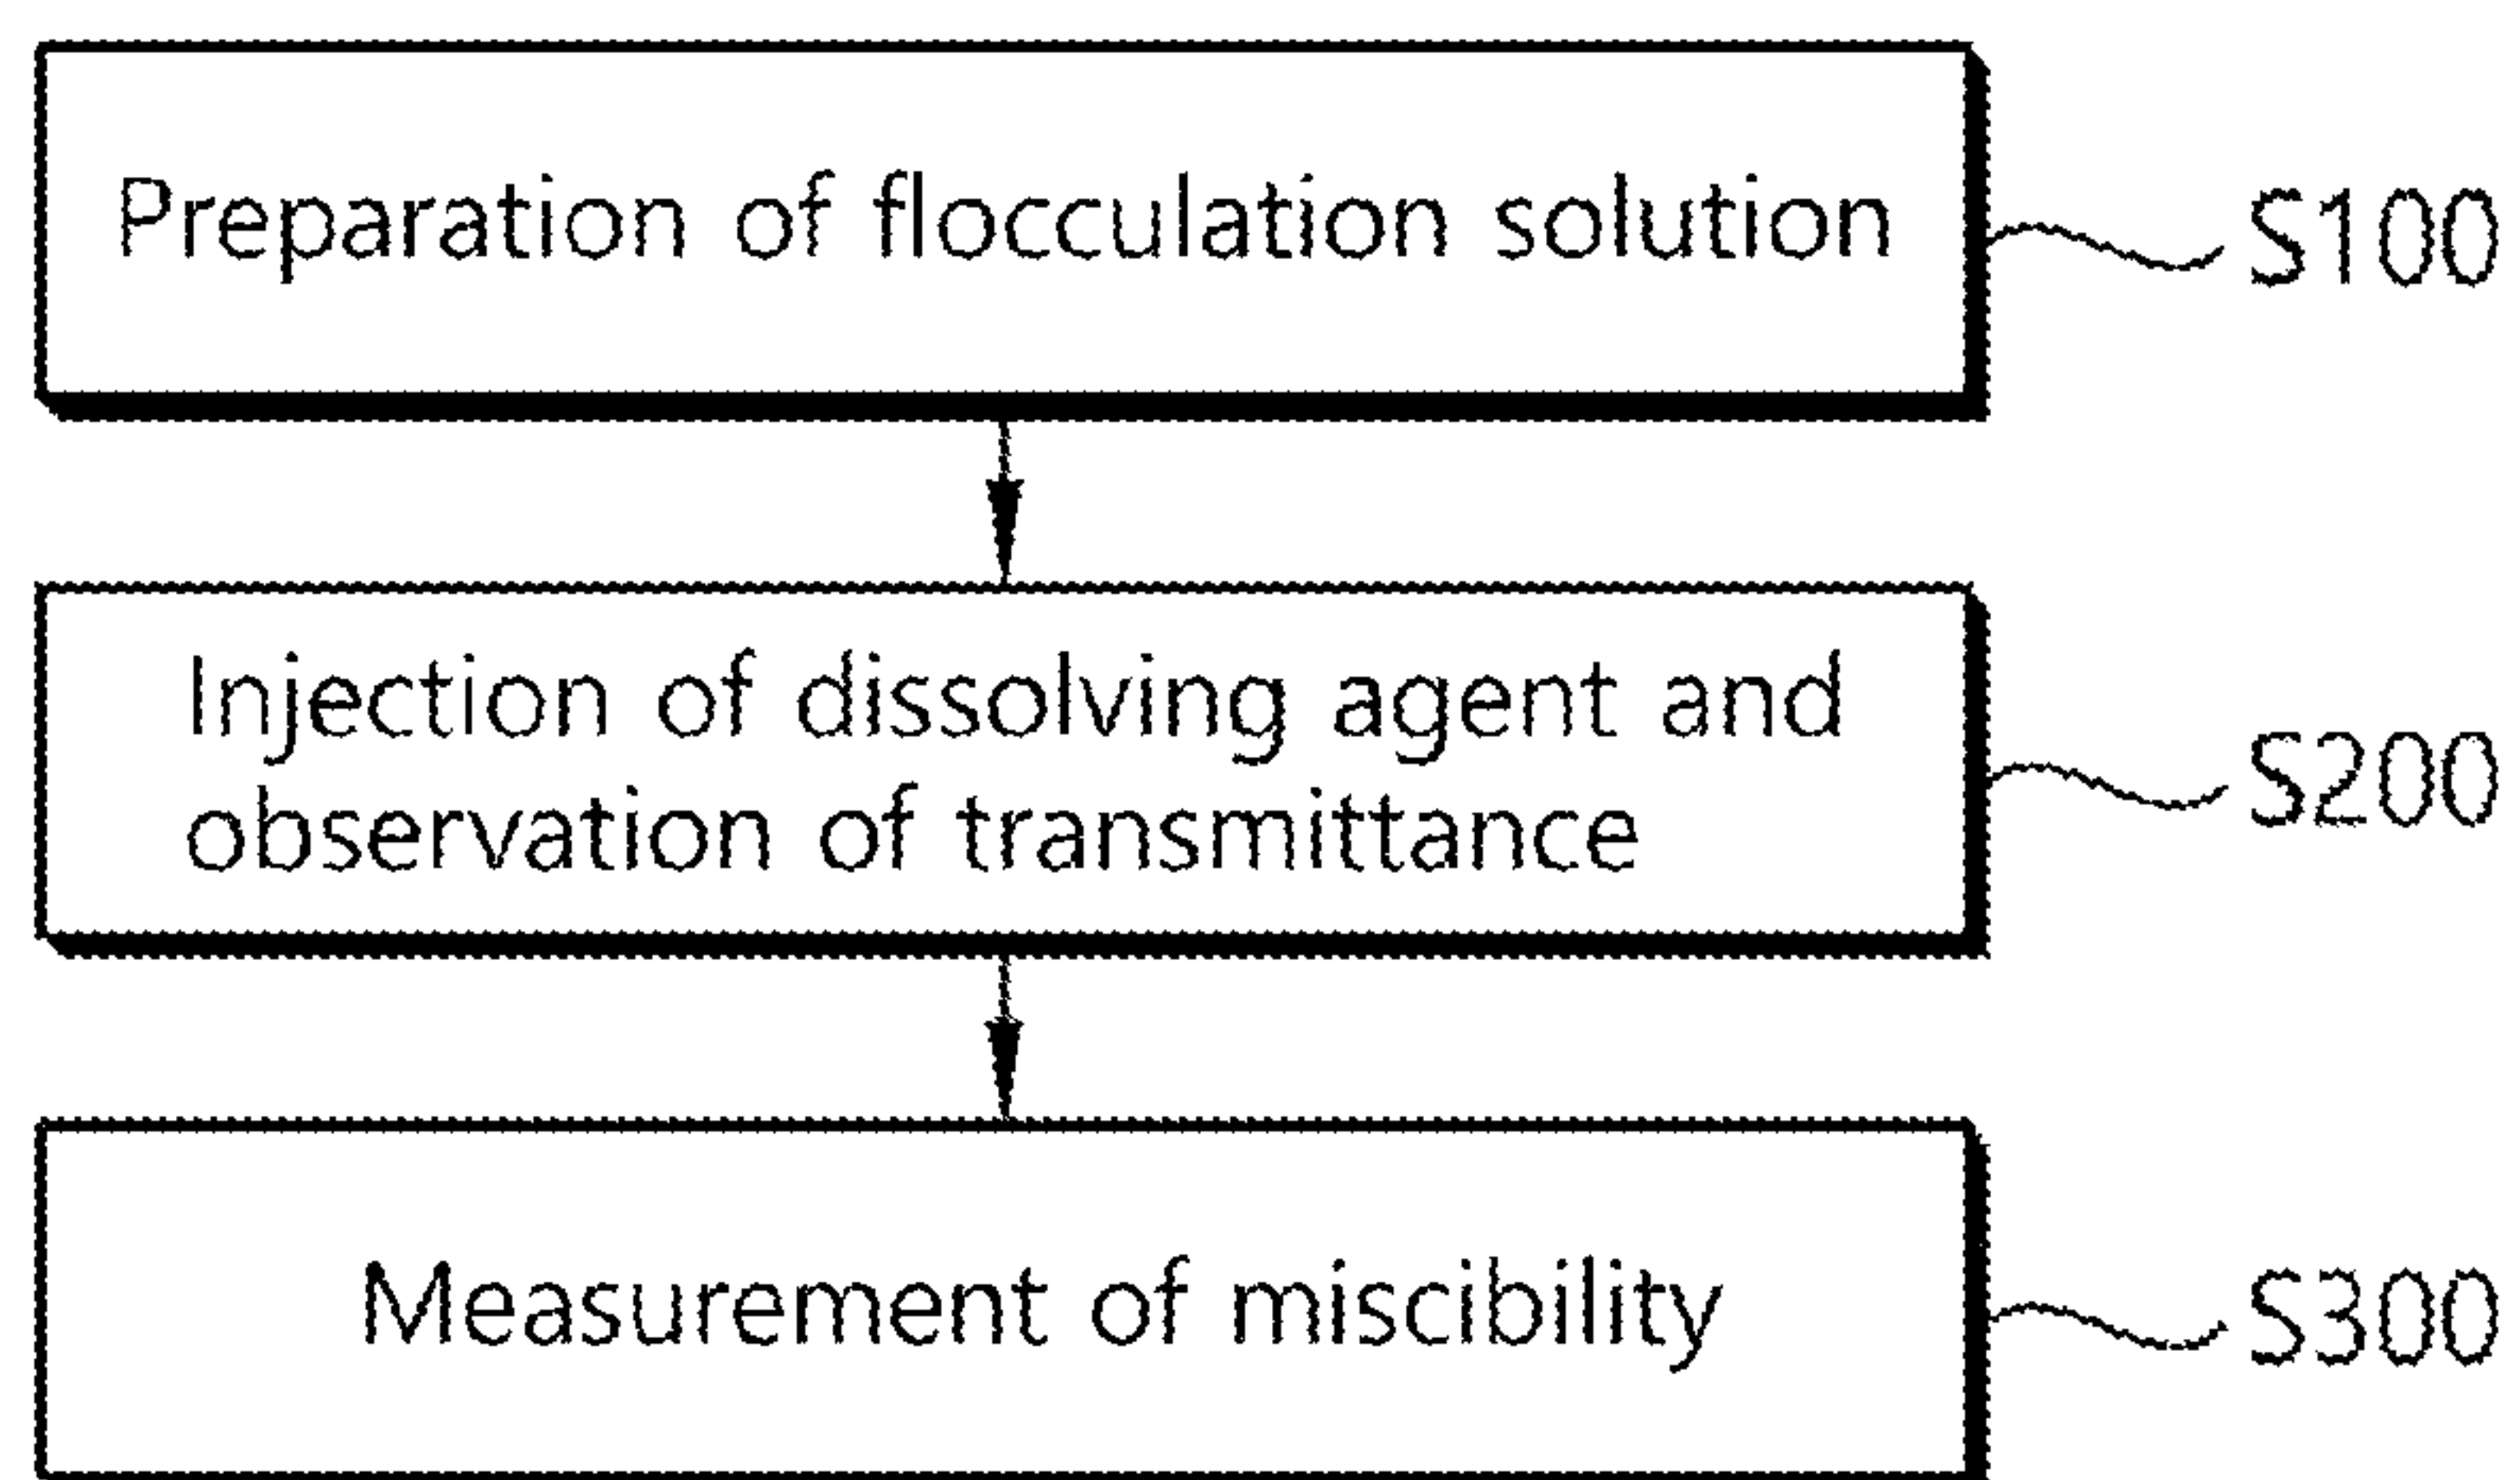 Preparation of flocculation solution
S100
Injection of dissolving agent and
observation of transmittance
S200
Measurement of miscibility
S300